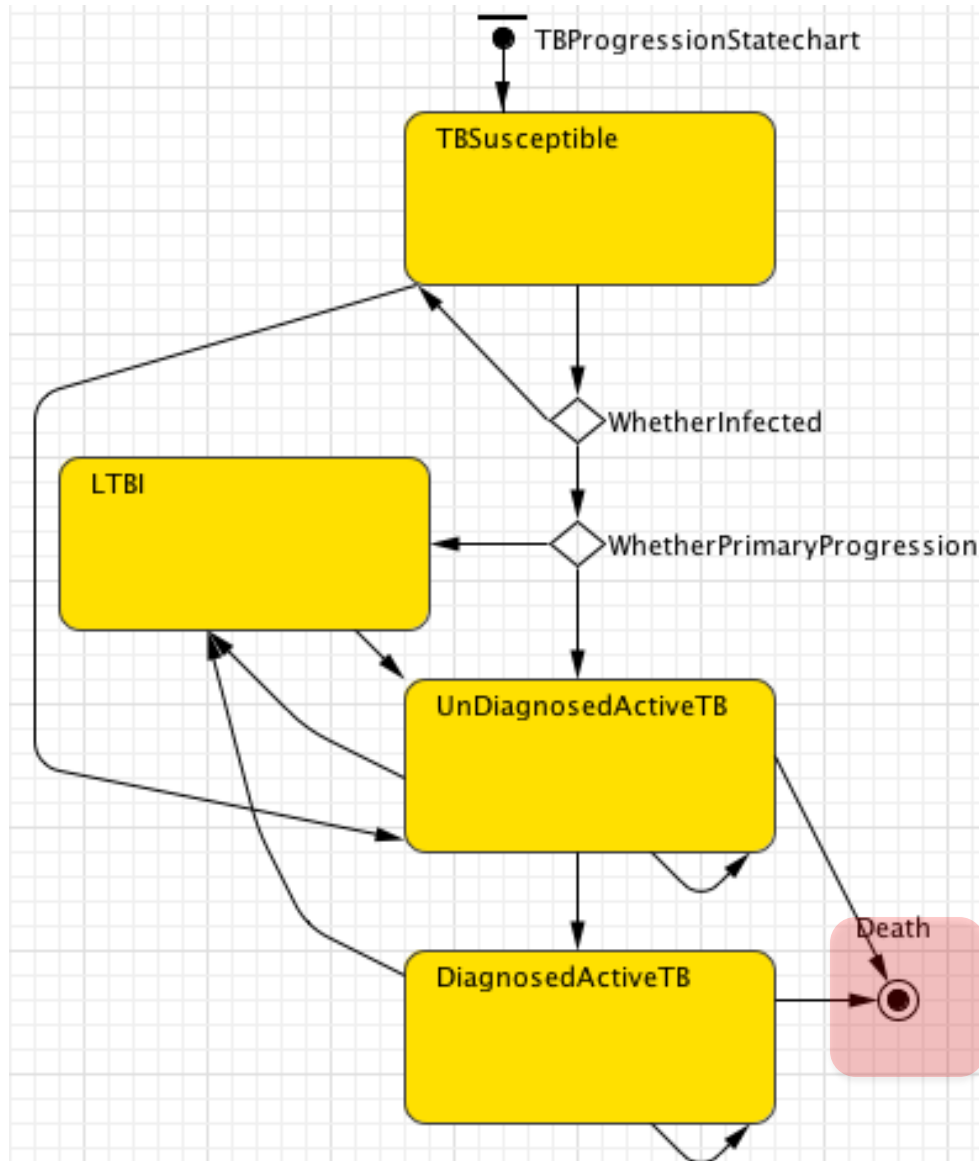 TBProgressionStatechart
TBSusceptible
WhetherInfected
LTBI
WhetherPrimaryProgression
UnDiagnosedActiveTB
Death
DiagnosedActiveTB